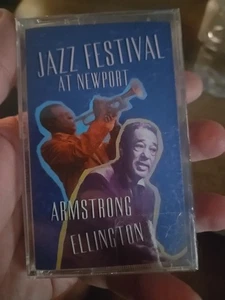 JAZZ FESTIVAL
AT NEWPORT
ARMSTRONG
ELLINGTON